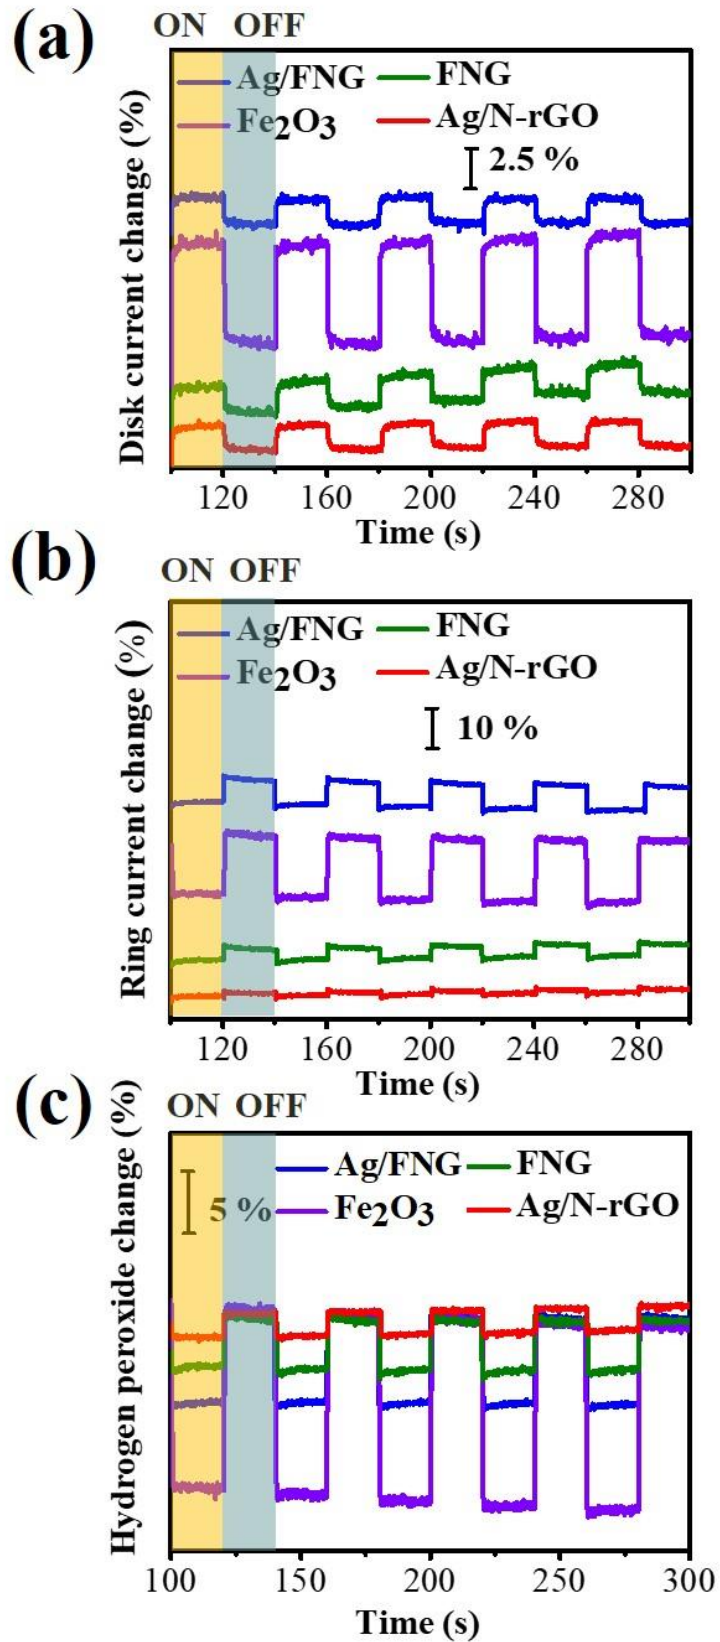 (a)
ON OFF
Ag/FNG FNG
Fe2O3 Ag/N-rGO
2.5 %
Disk current change (%)
120 160 200 240 280
Time (s)
(b)
ON OFF
Ag/FNG FNG
Fe2O3 Ag/N-rGO
10 %
Ring current change (%)
120 160 200 240 280
Time (s)
(c)
ON OFF
Ag/FNG FNG
5 % Fe2O3 Ag/N-rGO
Hydrogen peroxide change (%)
100 150 200 250 300
Time (s)